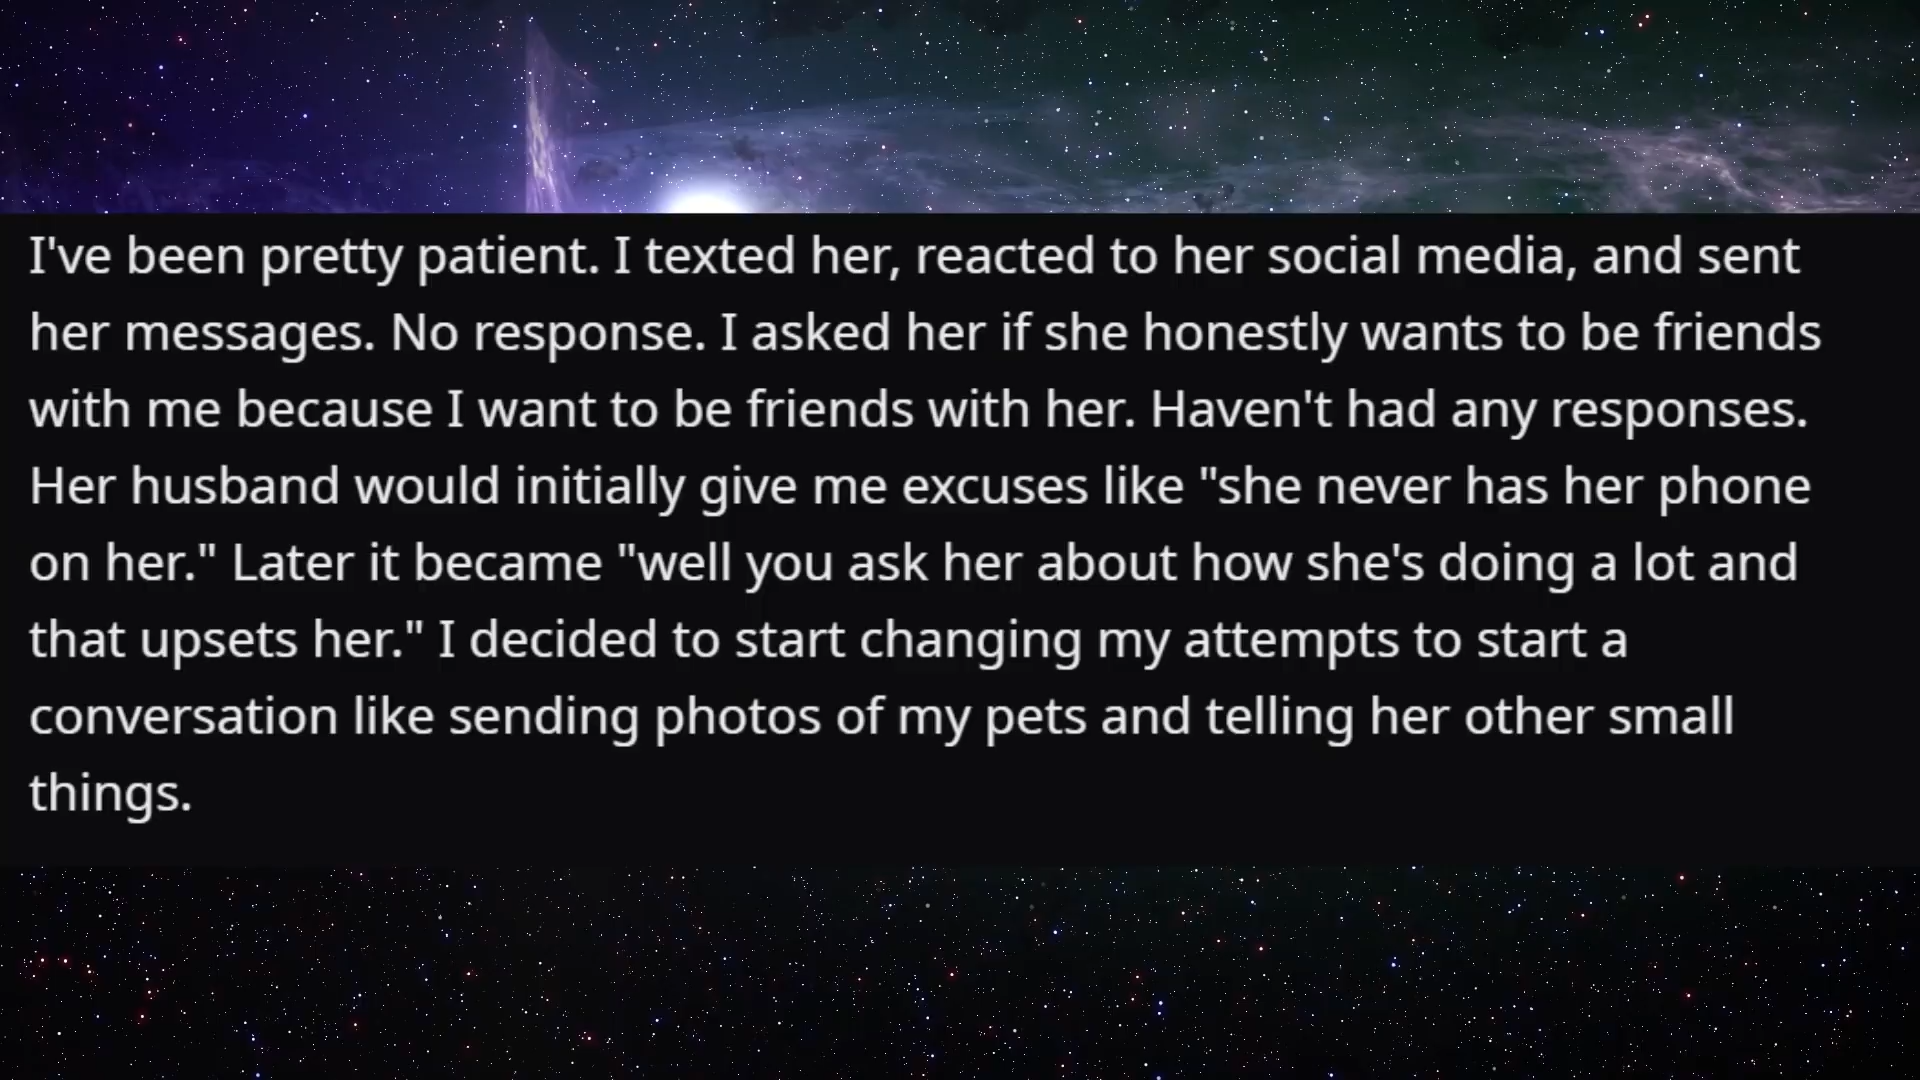 I've been pretty patient. I texted her, reacted to her social media, and sent
her messages. No response. I asked her if she honestly wants to be friends
with me because I want to be friends with her. Haven't had any responses.
Her husband would initially give me excuses like "she never has her phone
on her." Later it became "well you ask her about how she's doing a lot and
that upsets her." I decided to start changing my attempts to start a
conversation like sending photos of my pets and telling her other small
things.